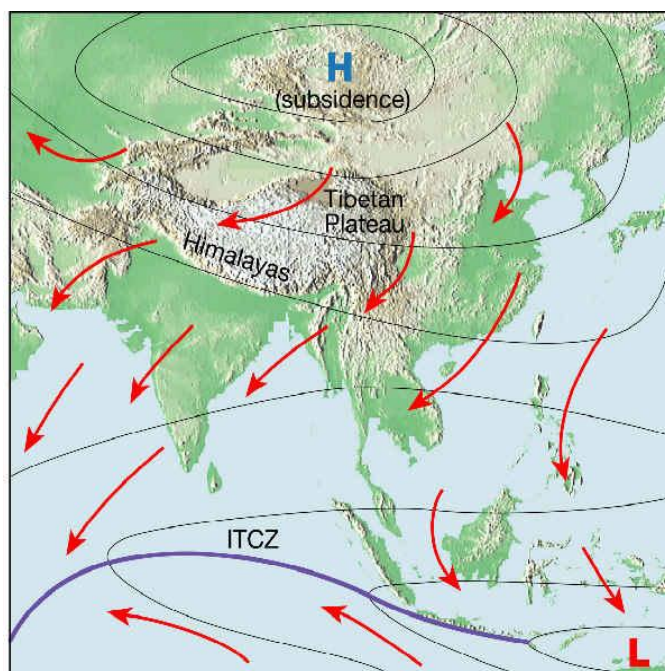 H
(subsidence)
Tibetan
Plateau
Himalayas
ITCZ
L